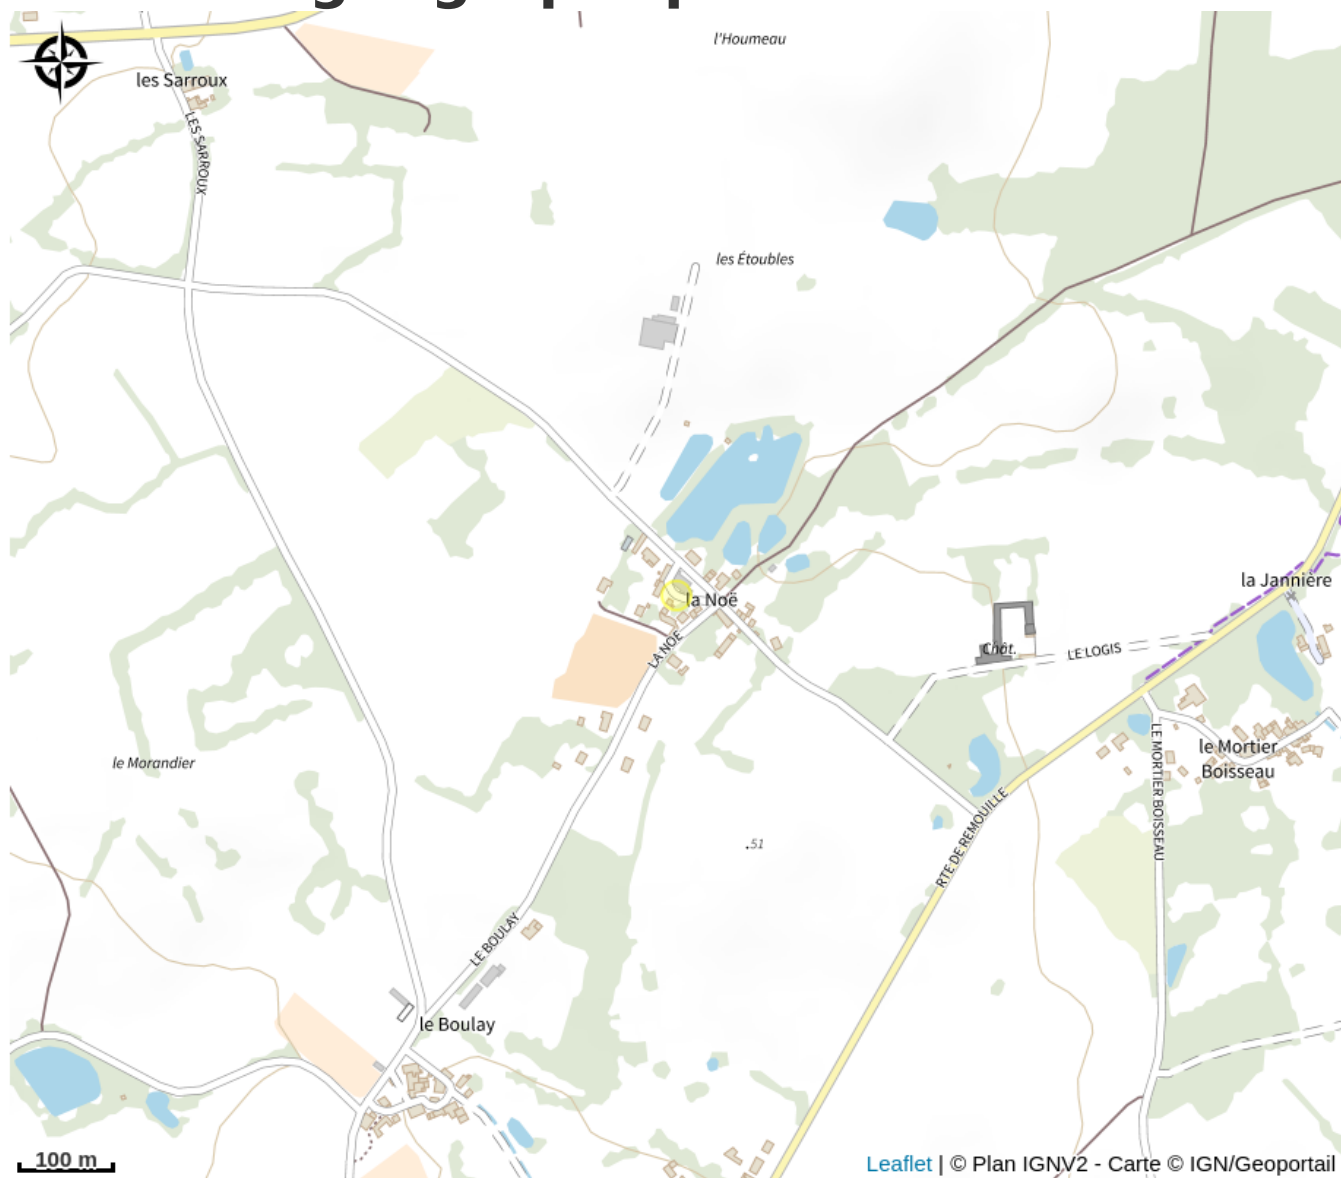 l'Houmeau
les Sarroux
LES SARROUX
les Étoubles
la Noë
LA NOE
la Jannière
Chât.
LE LOGIS
le Mortier
Boisseau
LE MORTIER BOISSEAU
le Morandier
RTE DE REMOUILLE
.51
LE BOULAY
le Boulay
100 m
Leaflet | © Plan IGNV2 - Carte © IGN/Geoportail